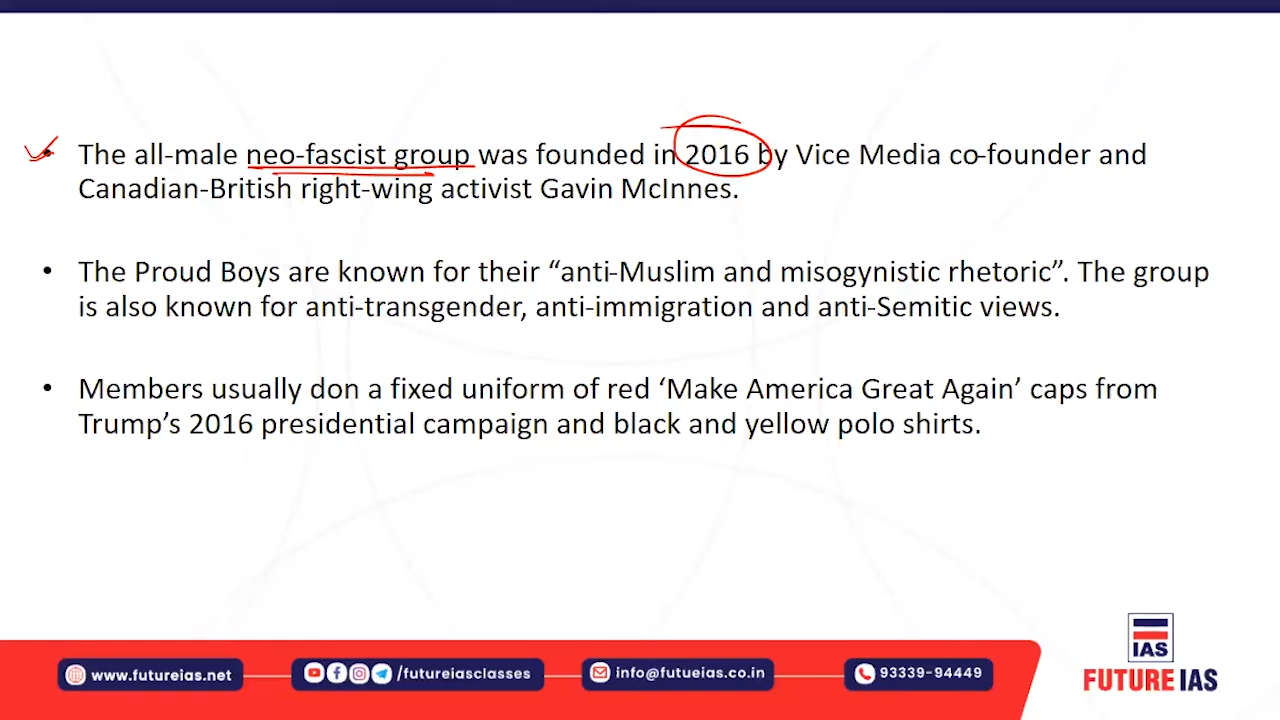 • The all-male neo-fascist group was founded in 2016 by Vice Media co-founder and
Canadian-British right-wing activist Gavin McInnes.
• The Proud Boys are known for their “anti-Muslim and misogynistic rhetoric”. The group
is also known for anti-transgender, anti-immigration and anti-Semitic views.
• Members usually don a fixed uniform of red ‘Make America Great Again’ caps from
Trump’s 2016 presidential campaign and black and yellow polo shirts.
IAS
www.futureias.net
/futureiasclasses
info@futueias.co.in
93339-94449
FUTURE IAS